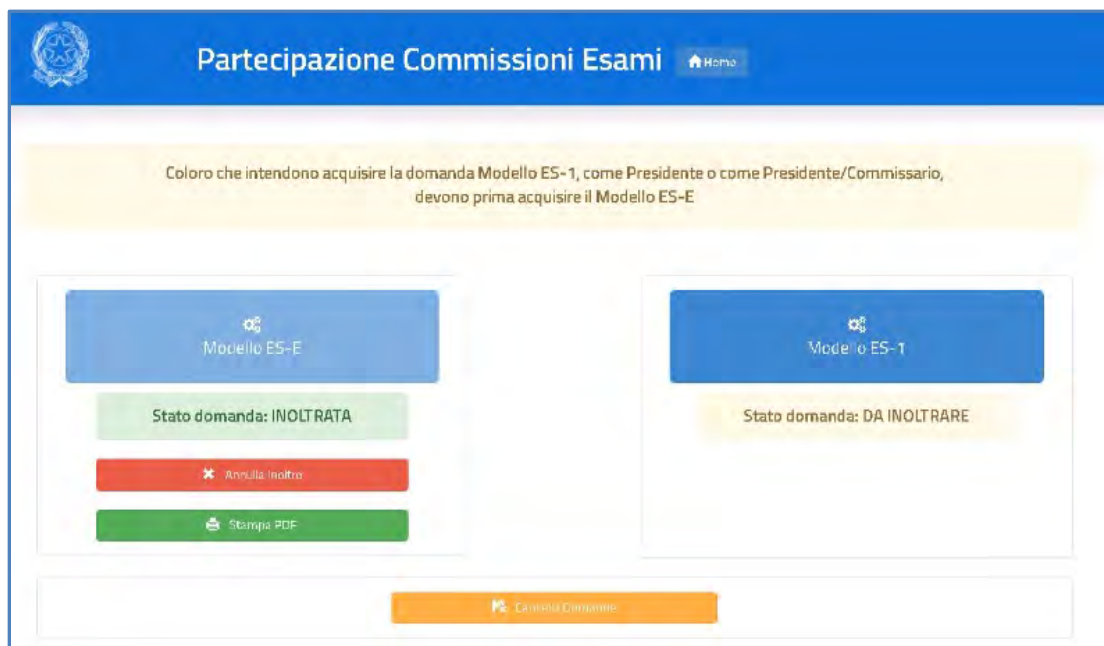 Partecipazione Commissioni Esami
Home
Coloro che intendono acquisire la domanda Modello ES-1, come Presidente o come Presidente/Commissario,
devono prima acquisire il Modello ES-E
Modello ES-E
Modello ES-1
Stato domanda: INOLTRATA
Stato domanda: DA INOLTRARE
Annulla Inoltro
Stampa PDF
Cancella Domande